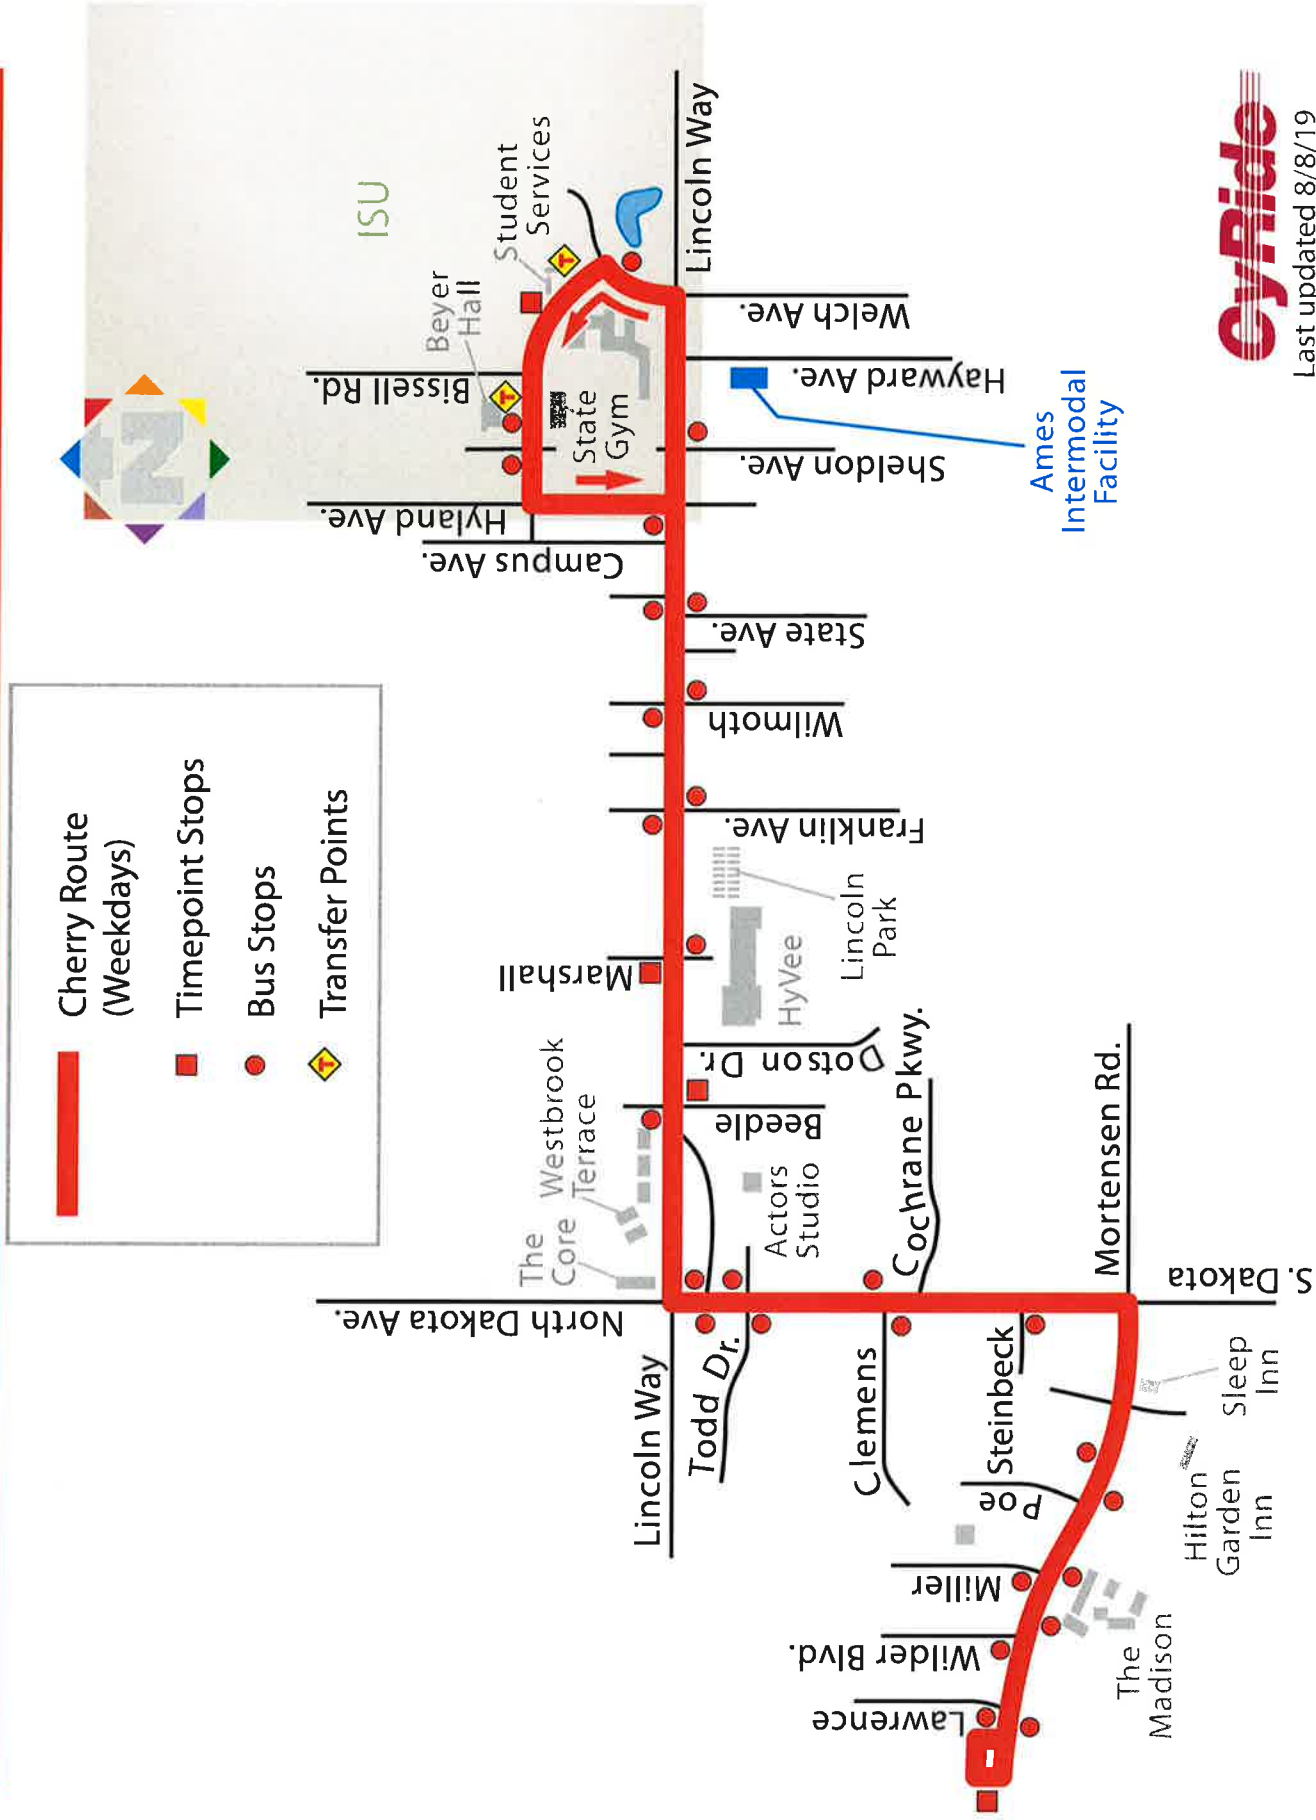 Cherry Route
(Weekdays)
Timepoint Stops
Bus Stops
T Transfer Points
N
ISU
Student
Services
Beyer
Hall
Bissell Rd.
T
T
State
Gym
Hyland Ave.
Campus Ave.
Lincoln Way
Welch Ave.
Hayward Ave.
Sheldon Ave.
Ames
Intermodal
Facility
State Ave.
Wilmoth
Franklin Ave.
Lincoln
Park
HyVee
Marshall
Dotson Dr.
Beedle
Westbrook
Terrace
The
Core
Actors
Studio
Cochrane Pkwy.
Mortensen Rd.
North Dakota Ave.
S. Dakota
Lincoln Way
Todd Dr.
Clemens
Steinbeck
Poe
Miller
Wilder Blvd.
Lawrence
Sleep
Inn
Hilton
Garden
Inn
The
Madison
CyRide
Last updated 8/8/19